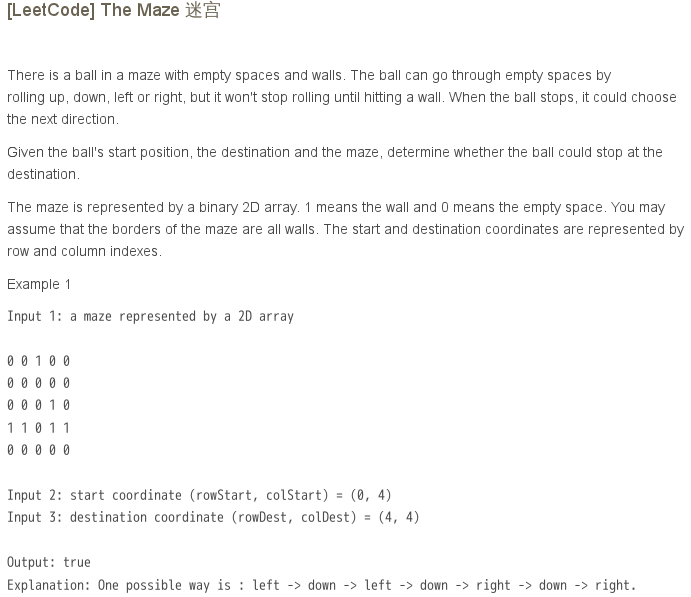 [LeetCode] The Maze 迷宫
There is a ball in a maze with empty spaces and walls. The ball can go through empty spaces by
rolling up, down, left or right, but it won't stop rolling until hitting a wall. When the ball stops, it could choose
the next direction.
Given the ball's start position, the destination and the maze, determine whether the ball could stop at the
destination.
The maze is represented by a binary 2D array. 1 means the wall and 0 means the empty space. You may
assume that the borders of the maze are all walls. The start and destination coordinates are represented by
row and column indexes.
Example 1
Input 1: a maze represented by a 2D array
0 0 1 0 0
0 0 0 0 0
0 0 0 1 0
1 1 0 1 1
0 0 0 0 0
Input 2: start coordinate (rowStart, colStart) = (0, 4)
Input 3: destination coordinate (rowDest, colDest) = (4, 4)
Output: true
Explanation: One possible way is : left -> down -> left -> down -> right -> down -> right.